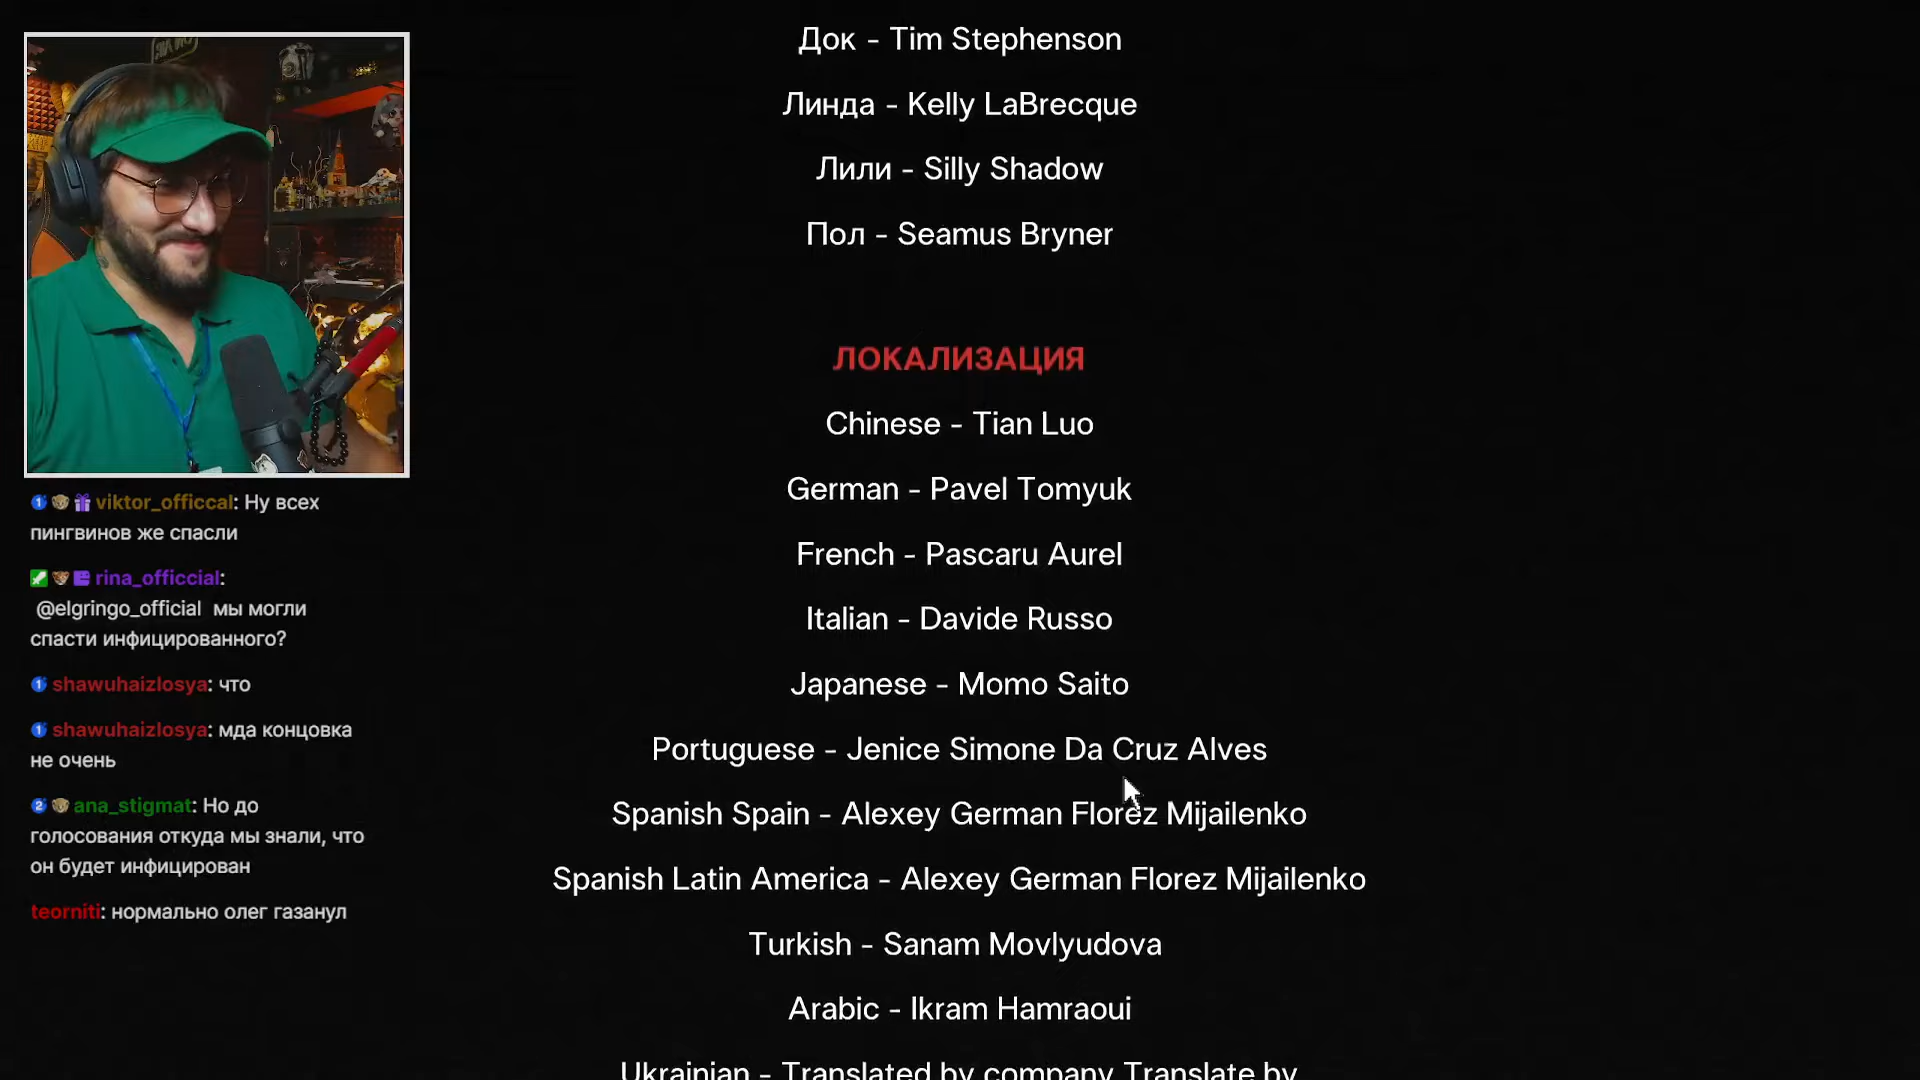 Док - Tim Stephenson
Линда - Kelly LaBrecque
Лили - Silly Shadow
Пол - Seamus Bryner
ЛОКАЛИЗАЦИЯ
Chinese - Tian Luo
German - Pavel Tomyuk
French - Pascaru Aurel
Italian - Davide Russo
Japanese - Momo Saito
Portuguese - Jenice Simone Da Cruz Alves
Spanish Spain - Alexey German Florez Mijailenko
Spanish Latin America - Alexey German Florez Mijailenko
Turkish - Sanam Movlyudova
Arabic - Ikram Hamraoui
Ukrainian - Translated by company Translate by
viktor_officcal: Ну всех
пингвинов же спасли
rina_officcial:
@elgringo_official мы могли
спасти инфицированного?
shawuhaizlosya: что
shawuhaizlosya: мда концовка
не очень
ana_stigmat: Но до
голосования откуда мы знали, что
он будет инфицирован
teorniti: нормально олег газанул